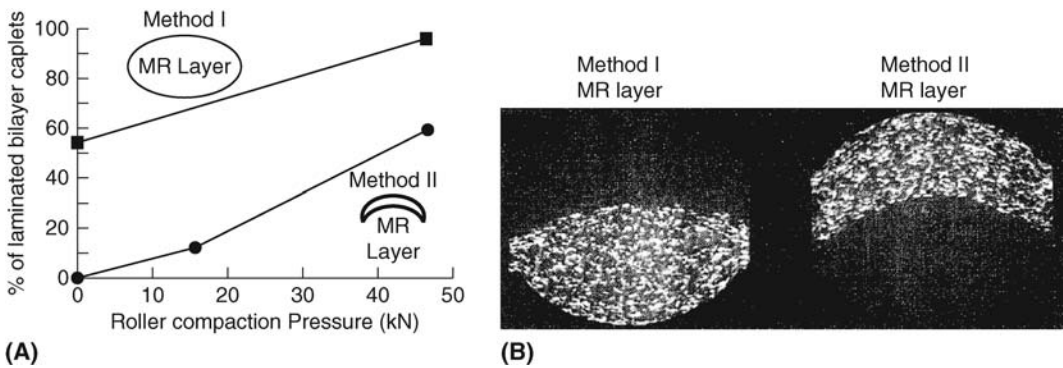 % of laminated bilayer caplets
100
80
60
40
20
0
Method I
MR Layer
Method II
MR
Layer
0 10 20 30 40 50
Roller compaction Pressure (kN)
(A)
Method I
MR layer
Method II
MR layer
(B)